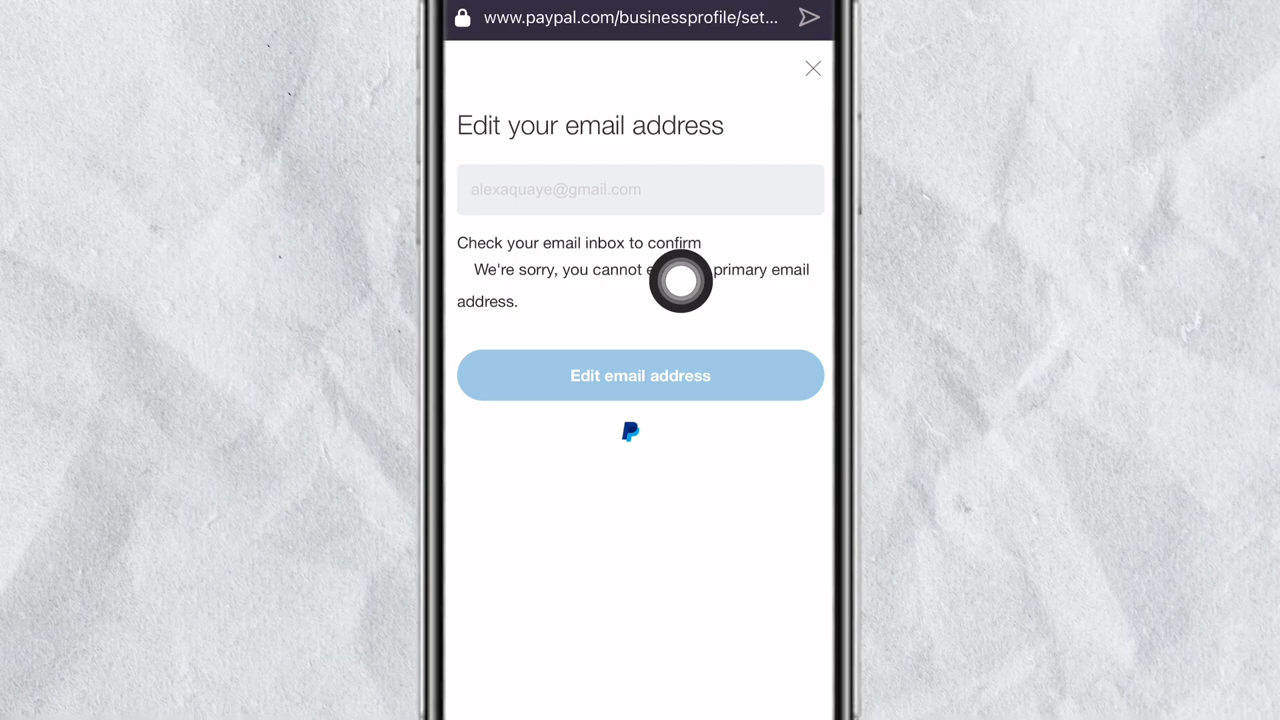 www.paypal.com/businessprofile/set...
Edit your email address
alexaquaye@gmail.com
Check your email inbox to confirm
We're sorry, you cannot primary email
address.
Edit email address